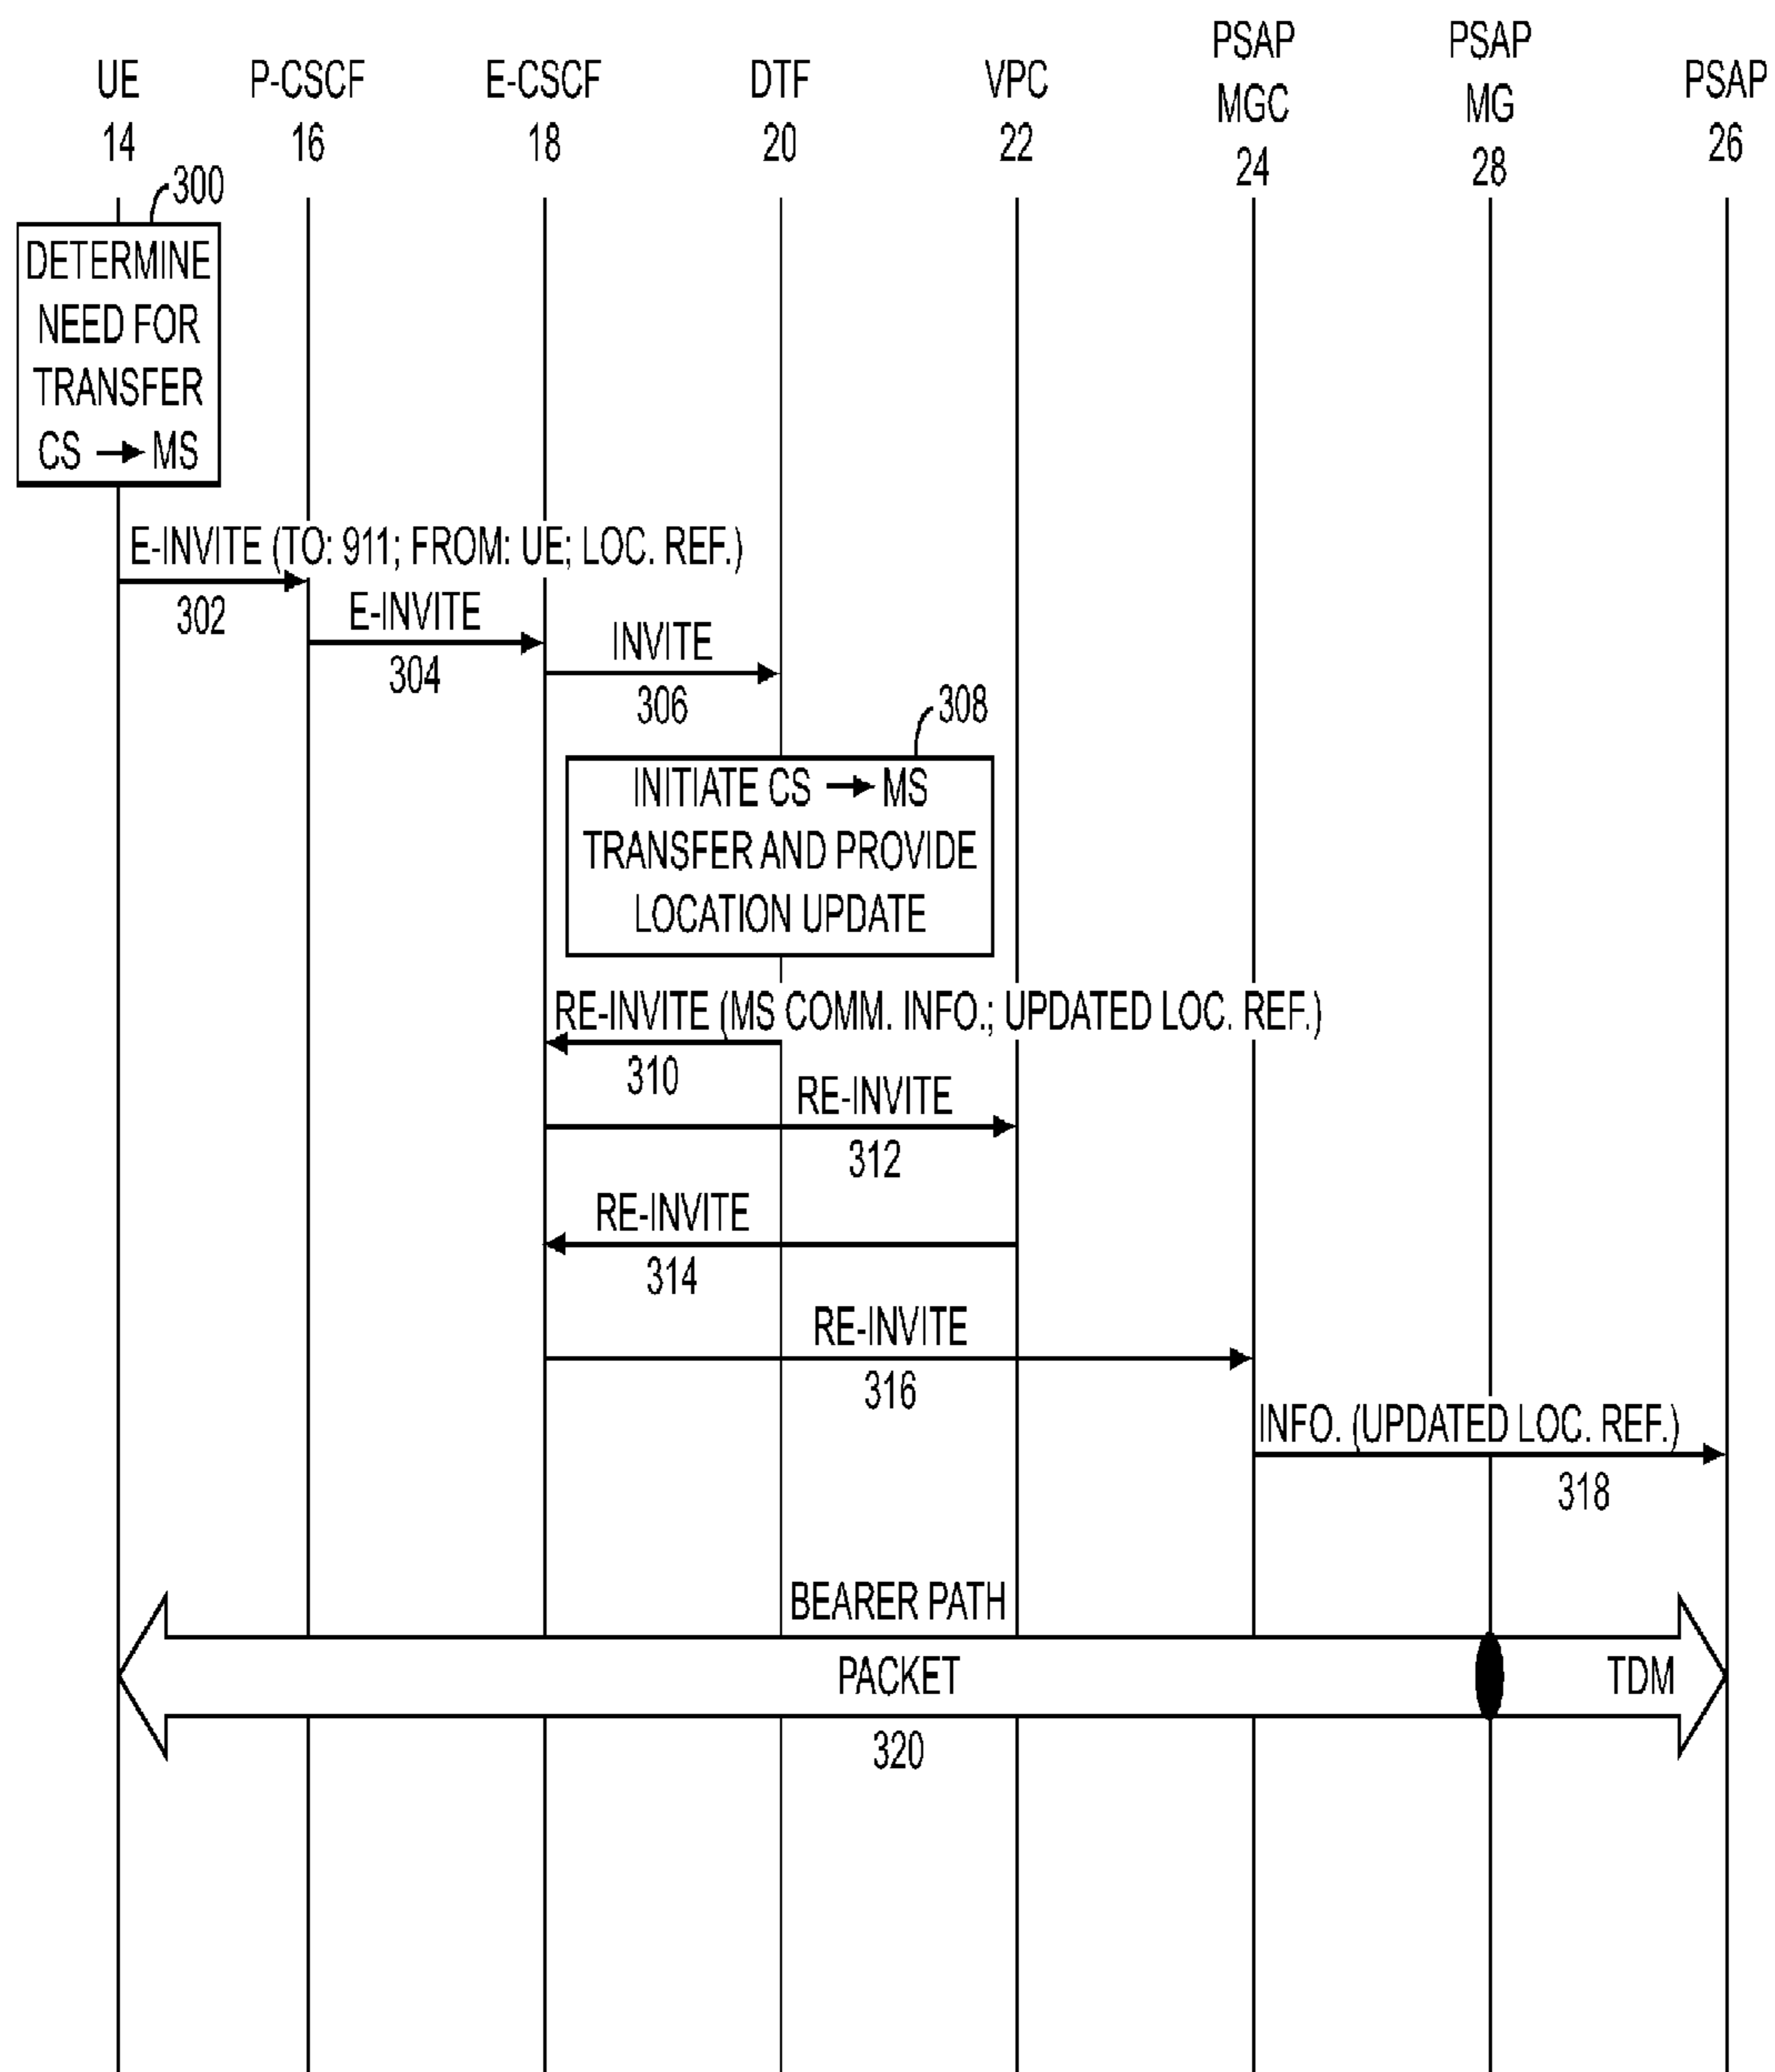 UE
14
P-CSCF
16
E-CSCF
18
DTF
20
VPC
22
PSAP
MGC
24
PSAP
MG
28
PSAP
26
300
DETERMINE
NEED FOR
TRANSFER
CS → MS
E-INVITE (TO: 911; FROM: UE; LOC. REF.)
302
E-INVITE
304
INVITE
306
308
INITIATE CS → MS
TRANSFER AND PROVIDE
LOCATION UPDATE
RE-INVITE (MS COMM. INFO.; UPDATED LOC. REF.)
310
RE-INVITE
312
RE-INVITE
314
RE-INVITE
316
INFO. (UPDATED LOC. REF.)
318
BEARER PATH
PACKET
TDM
320